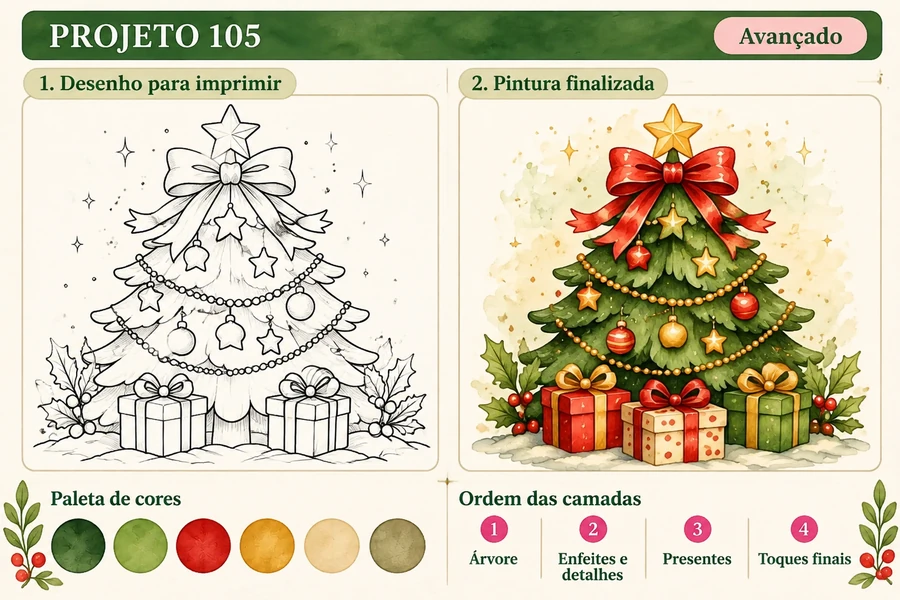 PROJETO 105
Avançado
1. Desenho para imprimir
2. Pintura finalizada
Paleta de cores
Ordem das camadas
1
Árvore
2
Enfeites e
detalhes
3
Presentes
4
Toques finais